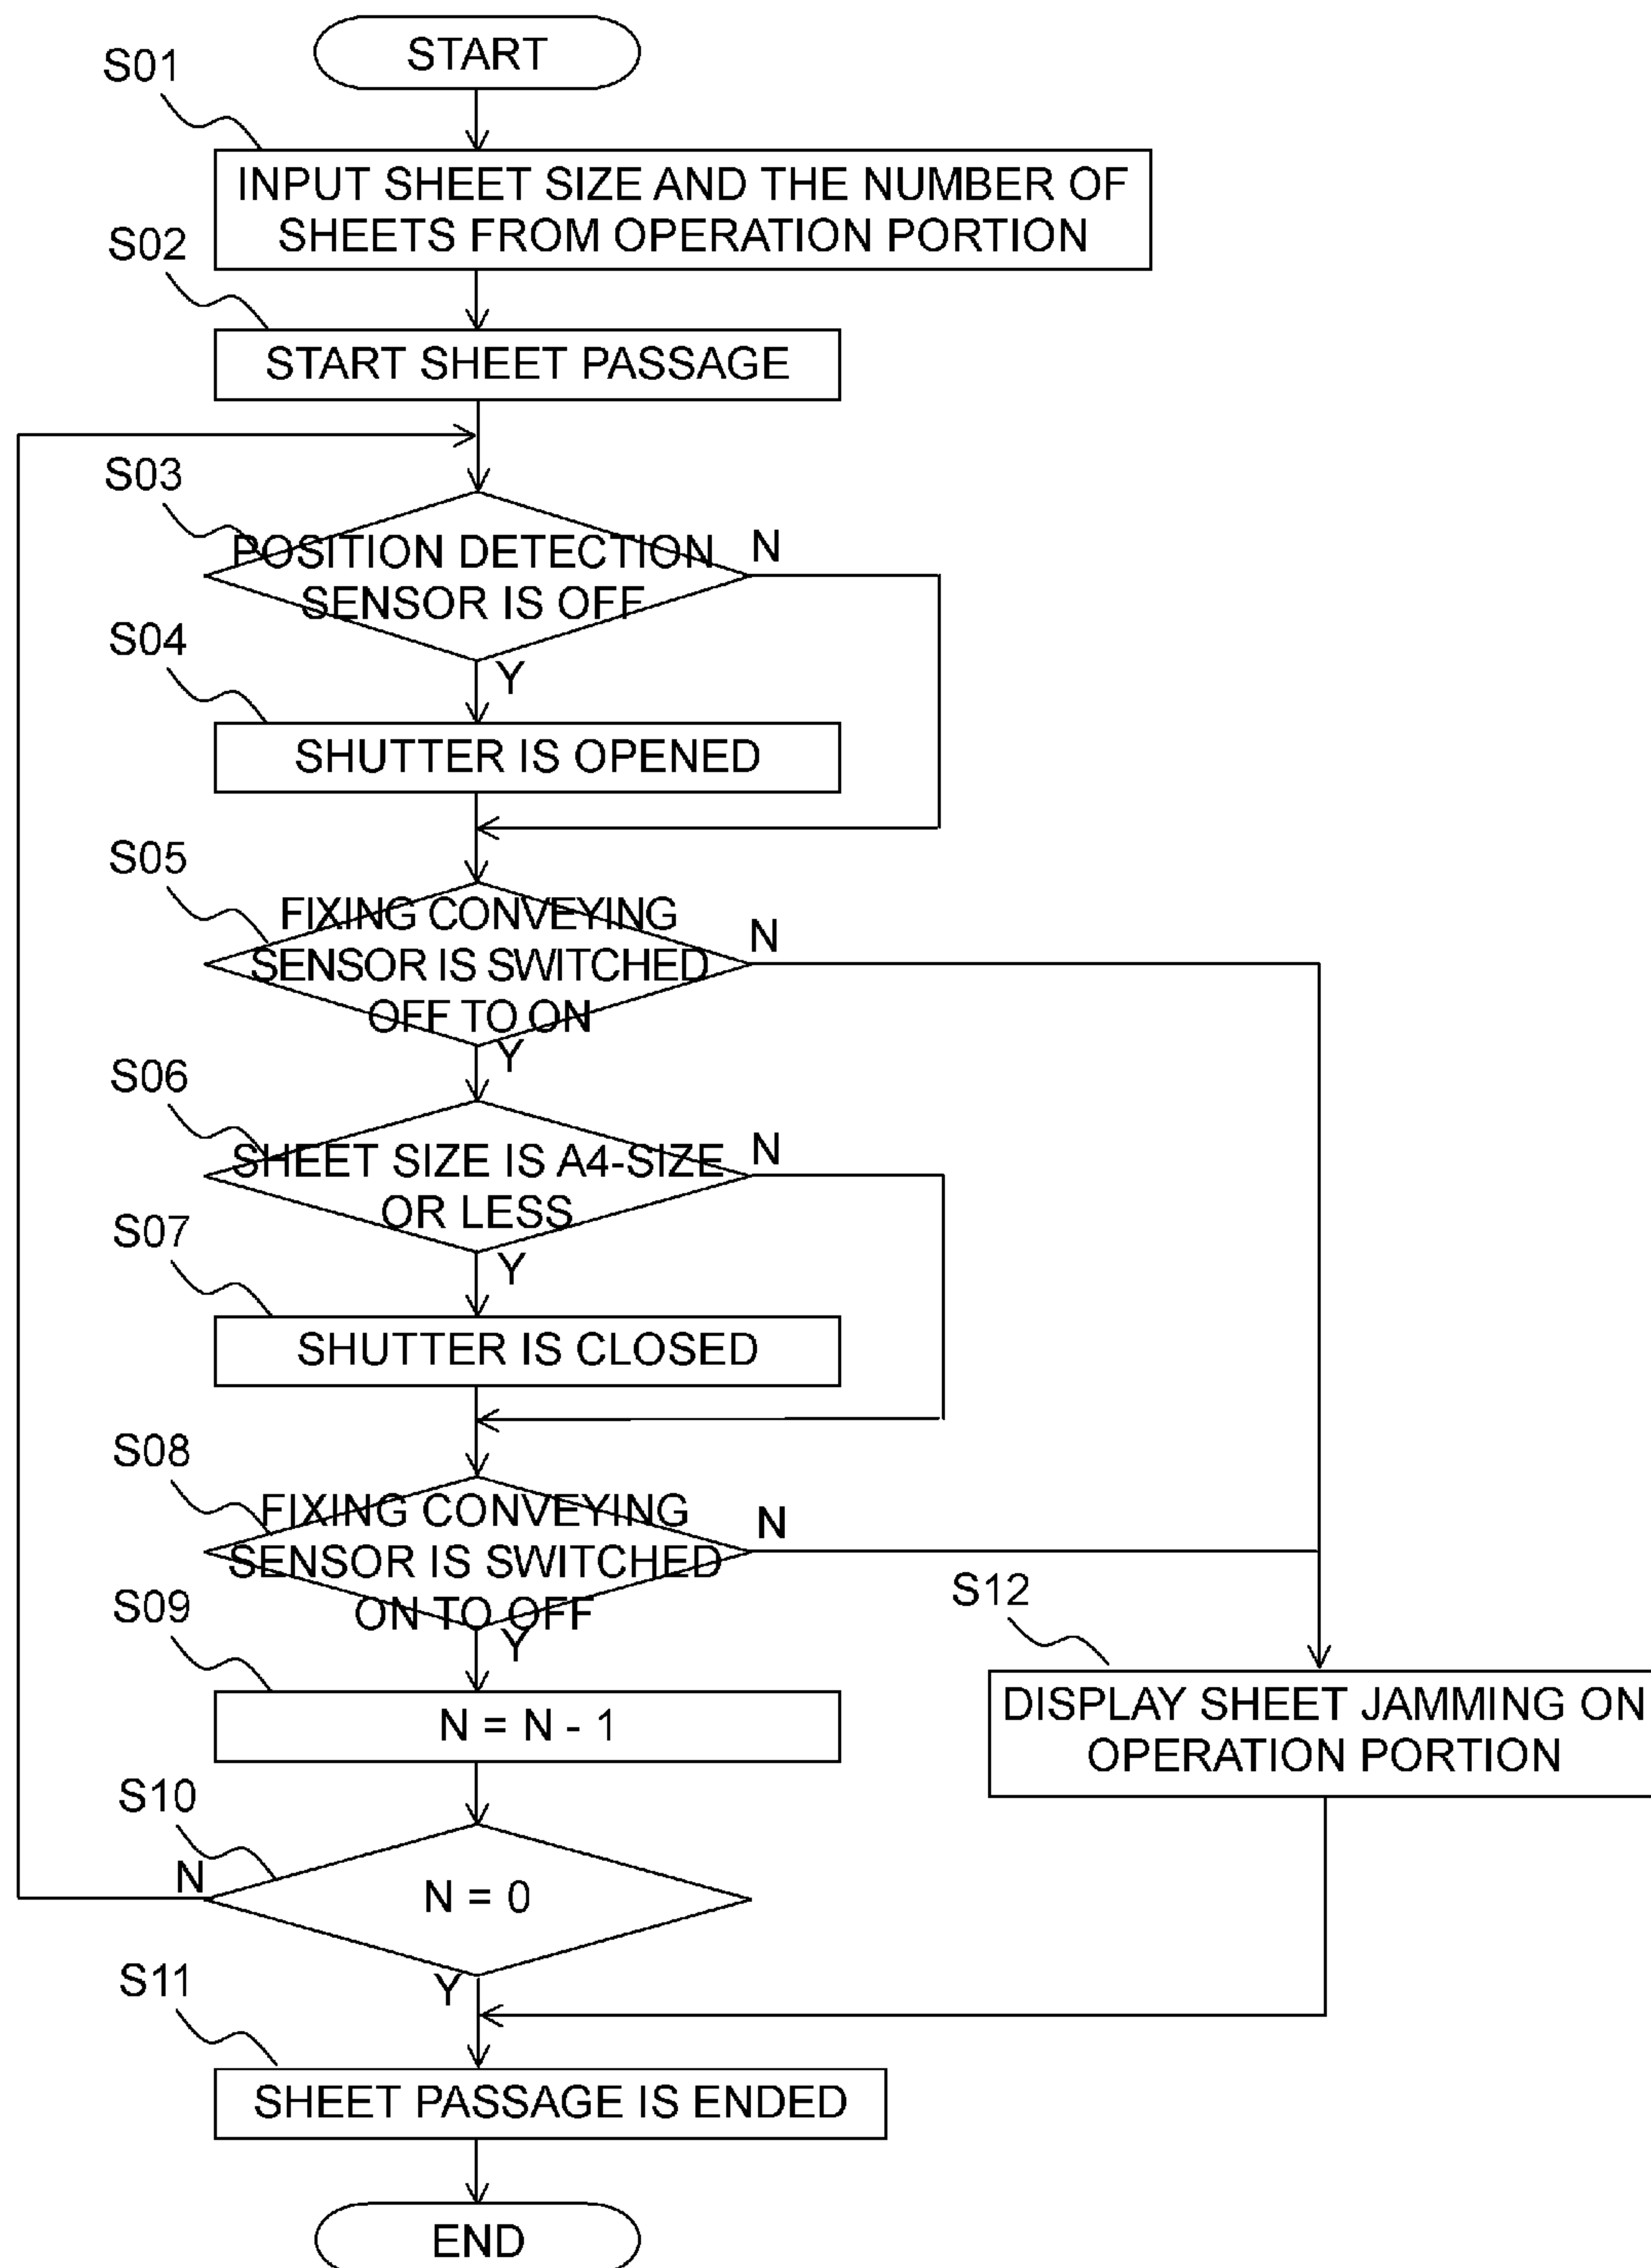 START
S01
INPUT SHEET SIZE AND THE NUMBER OF
SHEETS FROM OPERATION PORTION
S02
START SHEET PASSAGE
S03
POSITION DETECTION
SENSOR IS OFF
N
Y
S04
SHUTTER IS OPENED
S05
FIXING CONVEYING
SENSOR IS SWITCHED
OFF TO ON
N
Y
S06
SHEET SIZE IS A4-SIZE
OR LESS
N
Y
S07
SHUTTER IS CLOSED
S08
FIXING CONVEYING
SENSOR IS SWITCHED
ON TO OFF
N
Y
S09
N = N - 1
S12
DISPLAY SHEET JAMMING ON
OPERATION PORTION
S10
N
N = 0
Y
S11
SHEET PASSAGE IS ENDED
END